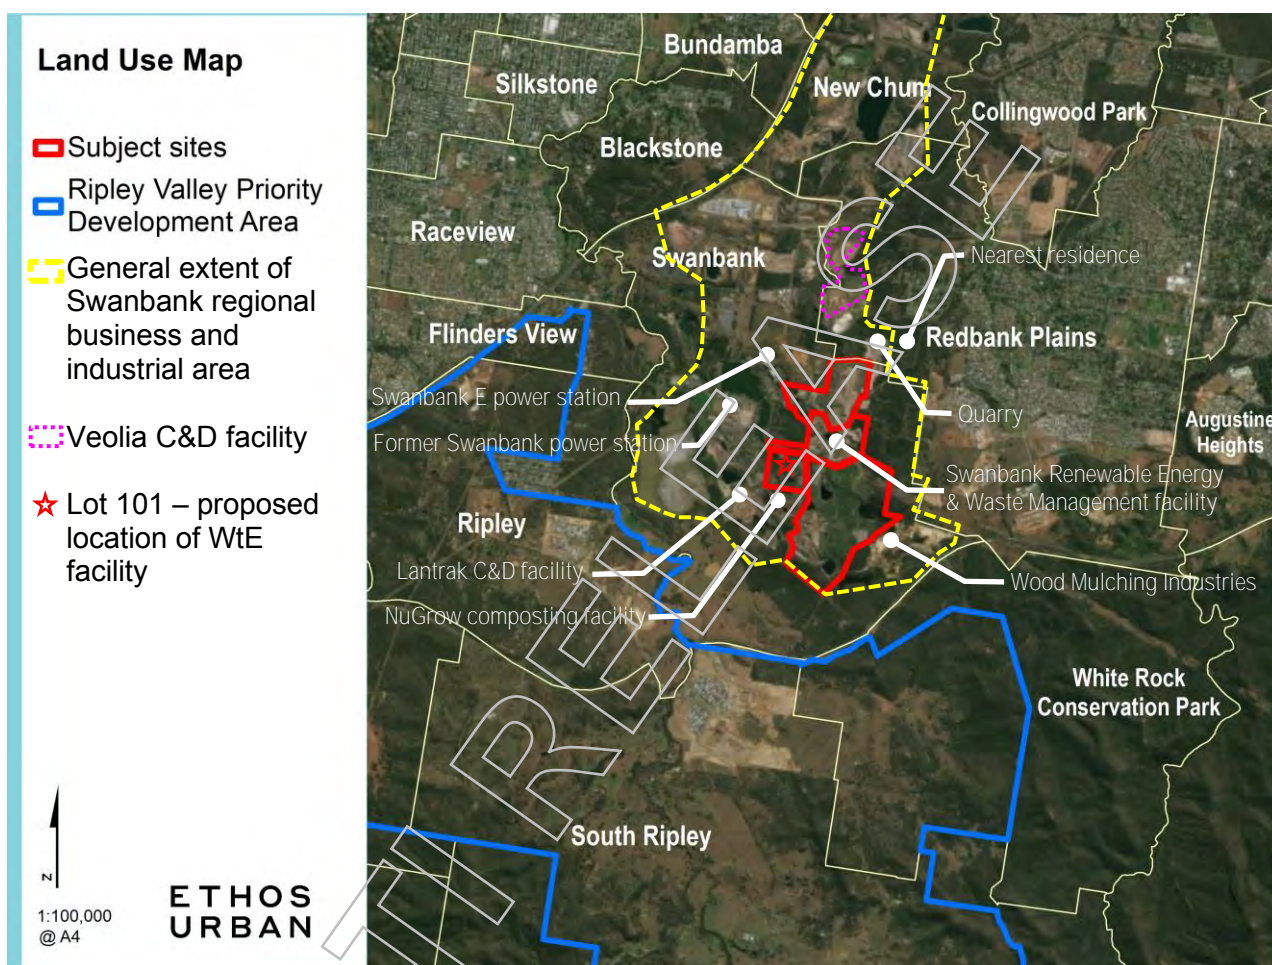 Land Use Map
Subject sites
Ripley Valley Priority
Development Area
General extent of
Swanbank regional
business and
industrial area
Veolia C&D facility
Lot 101 – proposed
location of WtE
facility
N
1:100,000
@ A4
ETHOS
URBAN
Bundamba
Silkstone
New Chum
Collingwood Park
Blackstone
Raceview
Swanbank
Nearest residence
Flinders View
Redbank Plains
Swanbank E power station
Quarry
Augustine
Heights
Former Swanbank power station
Swanbank Renewable Energy
& Waste Management facility
Ripley
Lantrak C&D facility
Wood Mulching Industries
NuGrow composting facility
White Rock
Conservation Park
South Ripley
RTI RELEASE